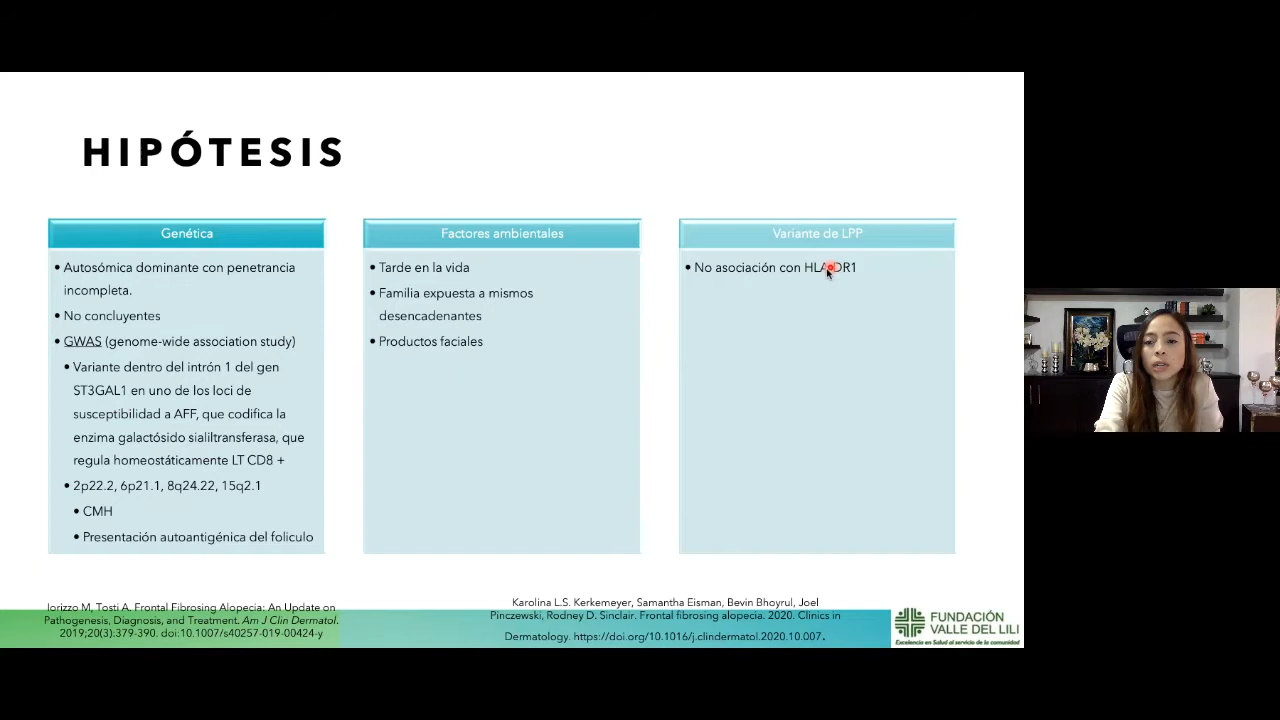 HIPÓTESIS
Genética
• Autosómica dominante con penetrancia
incompleta.
• No concluyentes
• GWAS (genome-wide association study)
• Variante dentro del intrón 1 del gen
ST3GAL1 en uno de los loci de
susceptibilidad a AFF, que codifica la
enzima galactósido sialiltransferasa, que
regula homeostáticamente LT CD8 +
• 2p22.2, 6p21.1, 8q24.22, 15q2.1
• CMH
• Presentación autoantigénica del foliculo
Factores ambientales
• Tarde en la vida
• Familia expuesta a mismos
desencadenantes
• Productos faciales
Variante de LPP
• No asociación con HLA-DR1
Iorizzo M, Tosti A. Frontal Fibrosing Alopecia: An Update on
Pathogenesis, Diagnosis, and Treatment. Am J Clin Dermatol.
2019;20(3):379-390. doi:10.1007/s40257-019-00424-y
Karolina L.S. Kerkemeyer, Samantha Eisman, Bevin Bhoyrul, Joel
Pinczewski, Rodney D. Sinclair. Frontal fibrosing alopecia. 2020. Clinics in
Dermatology. https://doi.org/10.1016/j.clindermatol.2020.10.007.
FUNDACIÓN
VALLE DEL LILI
Excelencia en Salud al servicio de la comunidad